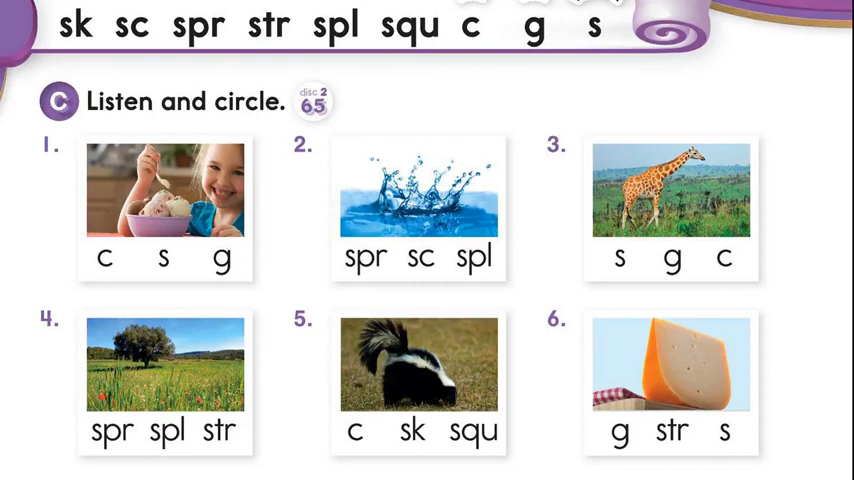 sk sc spr str spl squ c g s
C Listen and circle. disc 2 65
1. 2. 3.
c s g spr sc spl s g c
4. 5. 6.
spr spl str c sk squ g str s